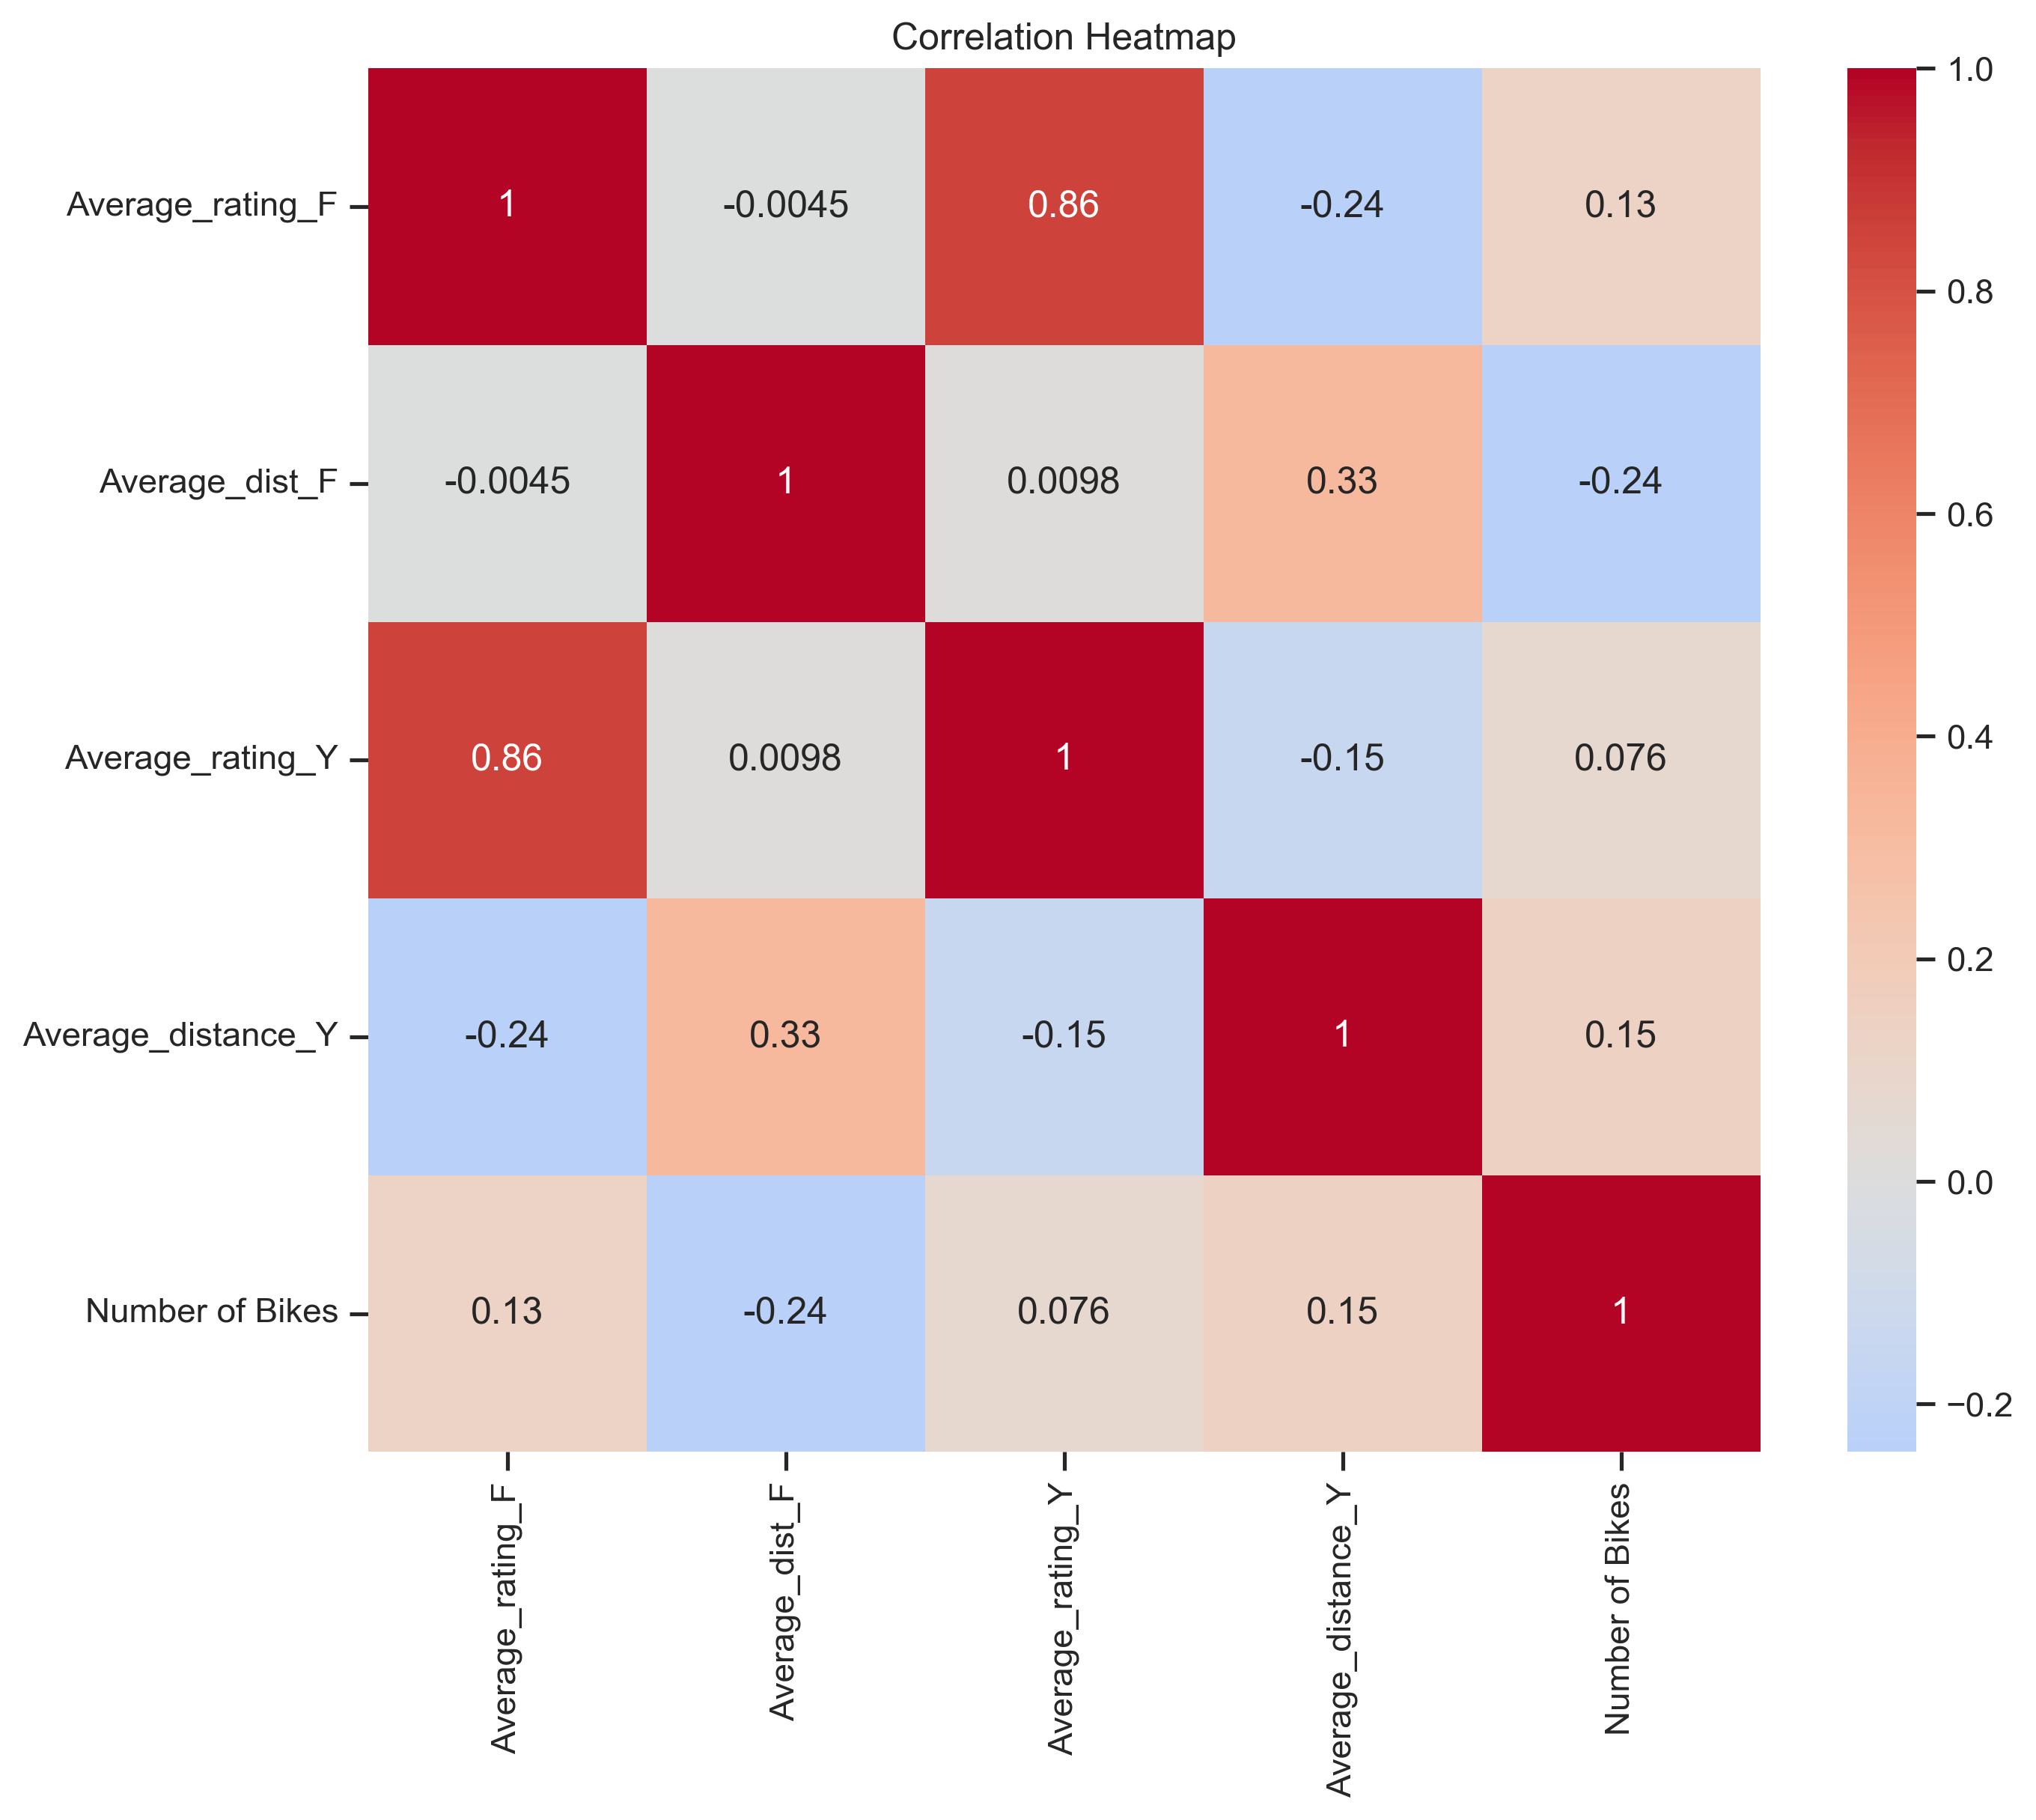 Correlation Heatmap
Average_rating_F 1 -0.0045 0.86 -0.24 0.13
Average_dist_F -0.0045 1 0.0098 0.33 -0.24
Average_rating_Y 0.86 0.0098 1 -0.15 0.076
Average_distance_Y -0.24 0.33 -0.15 1 0.15
Number of Bikes 0.13 -0.24 0.076 0.15 1
Average_rating_F
Average_dist_F
Average_rating_Y
Average_distance_Y
Number of Bikes
1.0
0.8
0.6
0.4
0.2
0.0
−0.2